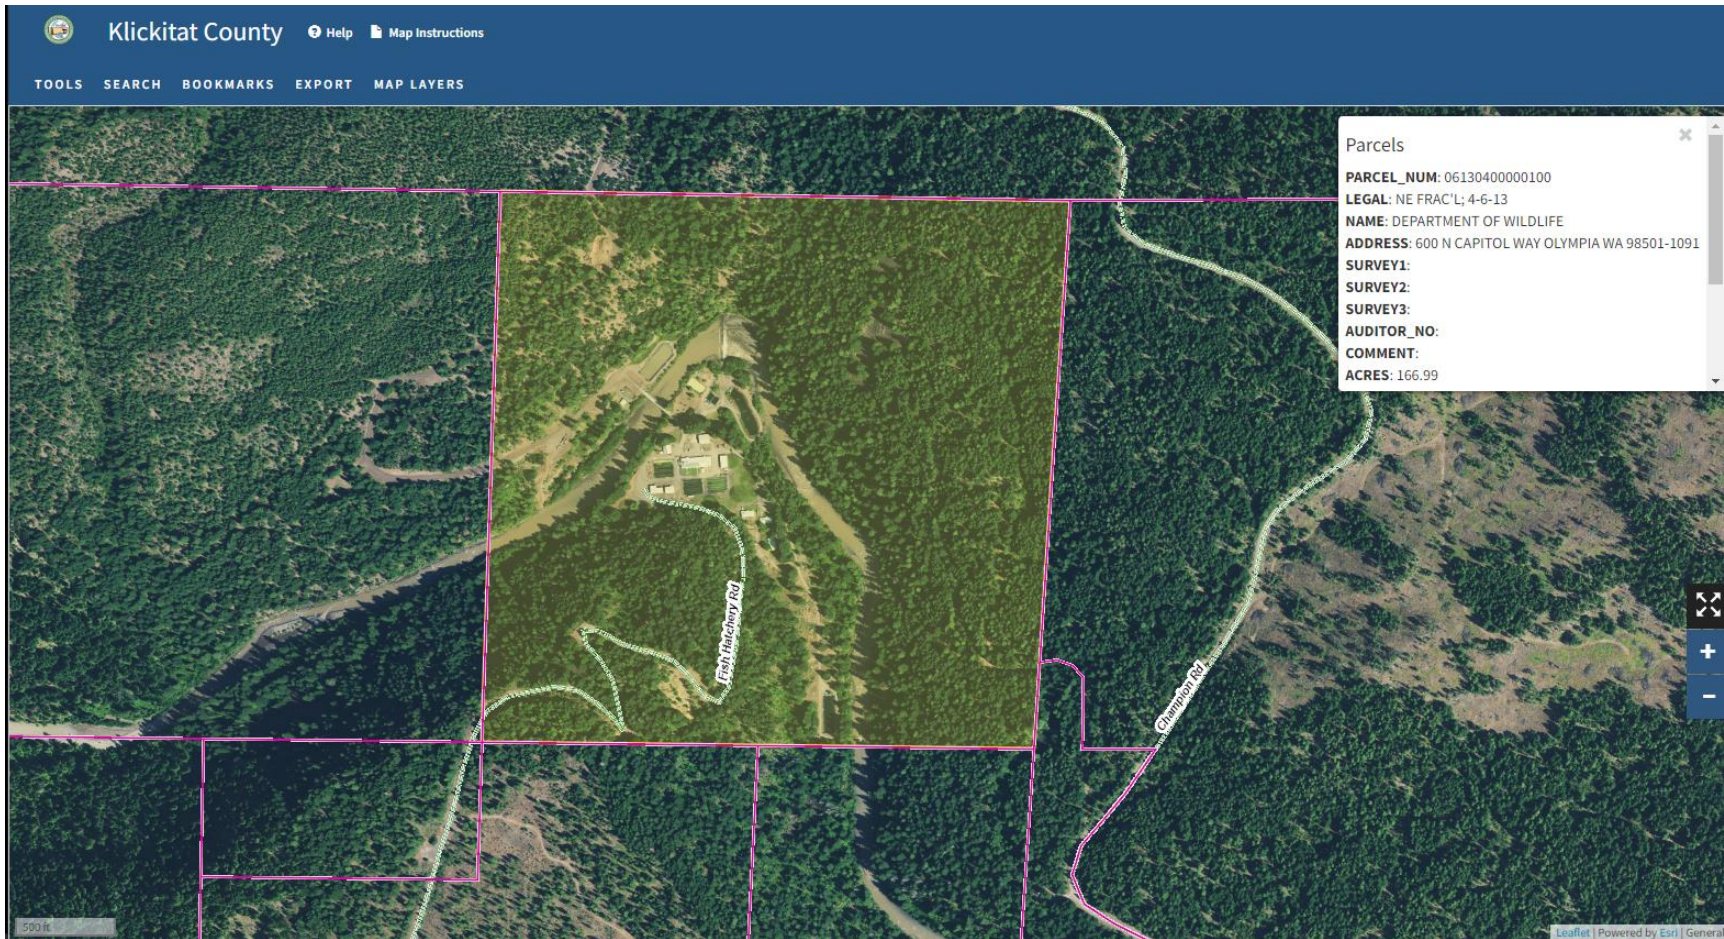 Klickitat County Help Map Instructions
TOOLS SEARCH BOOKMARKS EXPORT MAP LAYERS
Parcels
PARCEL_NUM: 06130400000100
LEGAL: NE FRAC'L; 4-6-13
NAME: DEPARTMENT OF WILDLIFE
ADDRESS: 600 N CAPITOL WAY OLYMPIA WA 98501-1091
SURVEY1:
SURVEY2:
SURVEY3:
AUDITOR_NO:
COMMENT:
ACRES: 166.99
Fish Hatchery Rd
Champion Rd
500 ft
Leaflet | Powered by Esri | General